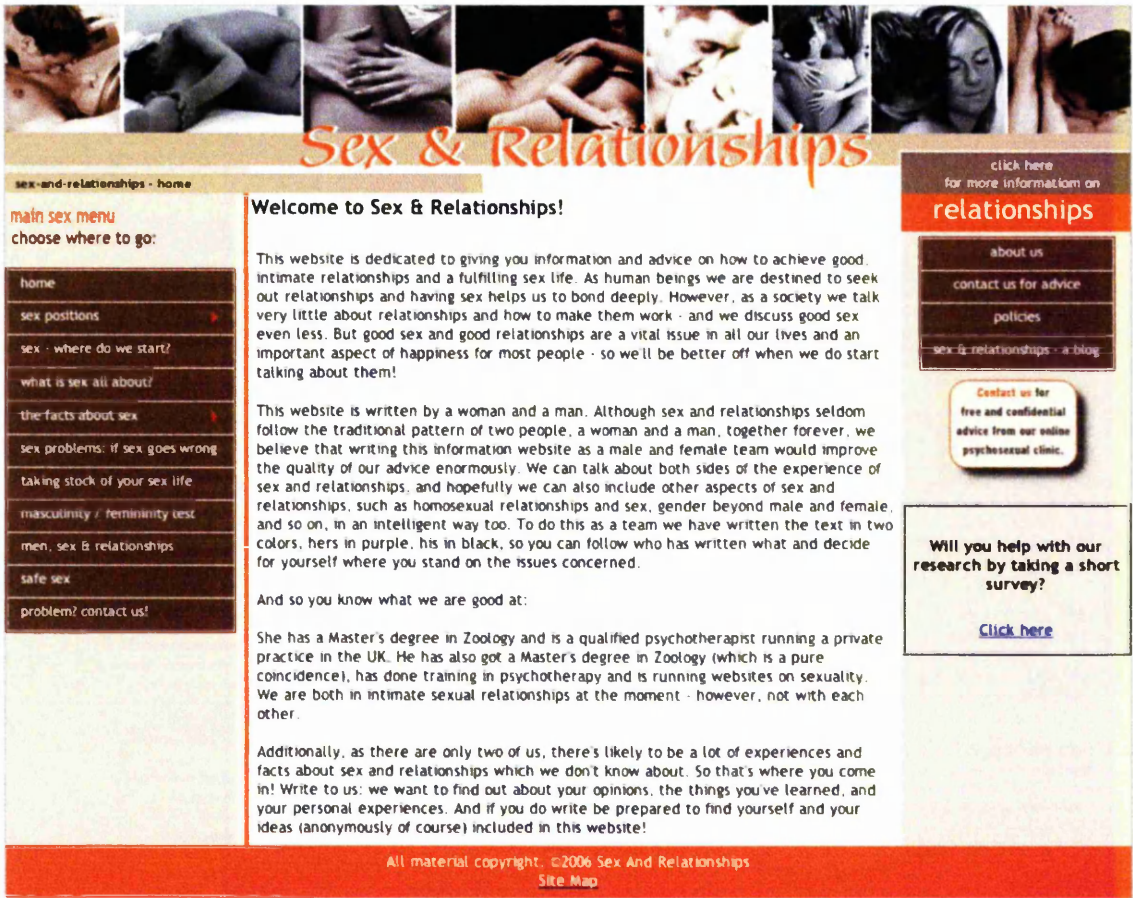 Sex & Relationships
sex-and-relationships - home
main sex menu
choose where to go:
home
sex positions
sex - where do we start?
what is sex all about?
the facts about sex
sex problems: if sex goes wrong
taking stock of your sex life
masculinity / femininity test
men, sex & relationships
safe sex
problem? contact us!
Welcome to Sex & Relationships!
This website is dedicated to giving you information and advice on how to achieve good,
intimate relationships and a fulfilling sex life. As human beings we are destined to seek
out relationships and having sex helps us to bond deeply. However, as a society we talk
very little about relationships and how to make them work - and we discuss good sex
even less. But good sex and good relationships are a vital issue in all our lives and an
important aspect of happiness for most people - so we'll be better off when we do start
talking about them!
This website is written by a woman and a man. Although sex and relationships seldom
follow the traditional pattern of two people, a woman and a man, together forever, we
believe that writing this information website as a male and female team would improve
the quality of our advice enormously. We can talk about both sides of the experience of
sex and relationships, and hopefully we can also include other aspects of sex and
relationships, such as homosexual relationships and sex, gender beyond male and female,
and so on, in an intelligent way too. To do this as a team we have written the text in two
colors, hers in purple, his in black, so you can follow who has written what and decide
for yourself where you stand on the issues concerned.
And so you know what we are good at:
She has a Master's degree in Zoology and is a qualified psychotherapist running a private
practice in the UK. He has also got a Master's degree in Zoology (which is a pure
coincidence), has done training in psychotherapy and is running websites on sexuality.
We are both in intimate sexual relationships at the moment - however, not with each
other.
Additionally, as there are only two of us, there's likely to be a lot of experiences and
facts about sex and relationships which we don't know about. So that's where you come
in! Write to us: we want to find out about your opinions, the things you've learned, and
your personal experiences. And if you do write be prepared to find yourself and your
ideas (anonymously of course) included in this website!
click here
for more informatiom on
relationships
about us
contact us for advice
policies
sex & relationships - a blog
Contact us for
free and confidential
advice from our online
psychosexual clinic.
Will you help with our
research by taking a short
survey?
Click here
All material copyright, ©2006 Sex And Relationships
Site Map